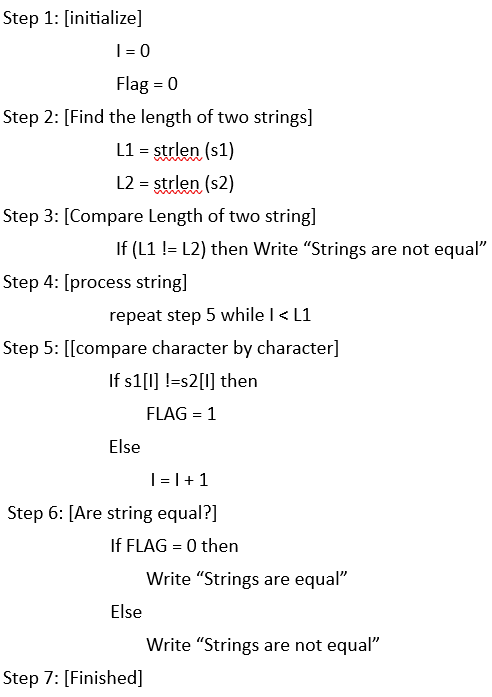 Step 1: [initialize]
I = 0
Flag = 0
Step 2: [Find the length of two strings]
L1 = strlen (s1)
L2 = strlen (s2)
Step 3: [Compare Length of two string]
If (L1 != L2) then Write “Strings are not equal”
Step 4: [process string]
repeat step 5 while I < L1
Step 5: [[compare character by character]
If s1[I] !=s2[I] then
FLAG = 1
Else
I = I + 1
Step 6: [Are string equal?]
If FLAG = 0 then
Write “Strings are equal”
Else
Write “Strings are not equal”
Step 7: [Finished]